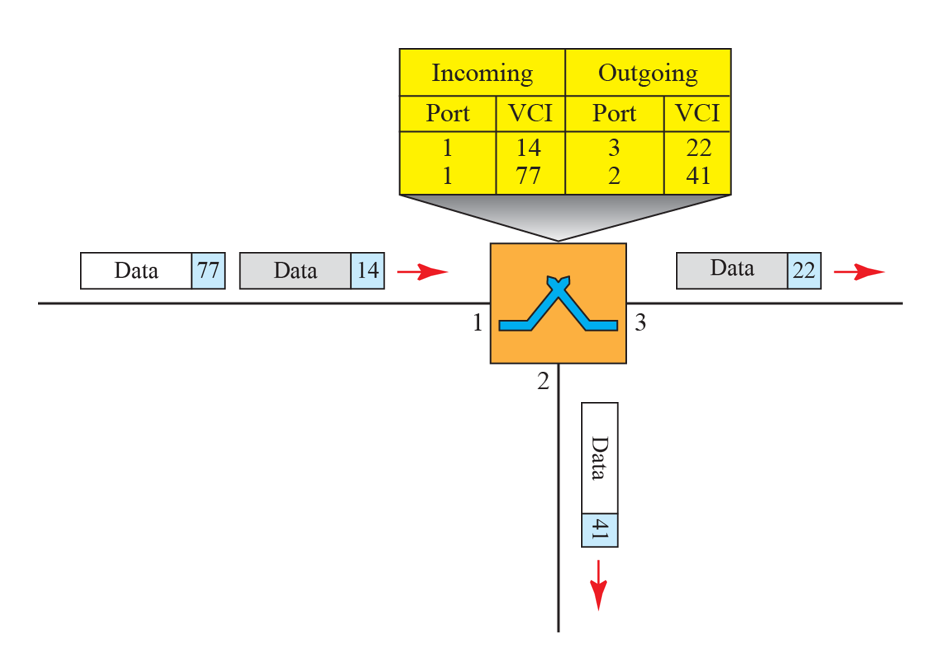 Incoming Outgoing
Port VCI Port VCI
1 14 3 22
1 77 2 41
Data 77 Data 14 Data 22
1 3
2
Data 41